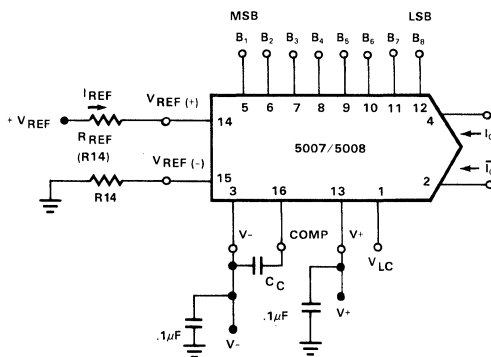 MSB LSB
B1 B2 B3 B4 B5 B6 B7 B8
5 6 7 8 9 10 11 12
IREF
+ VREF
RREF
(R14)
VREF (+)
14
4
5007/5008
VREF (-)
15
R14
2
3 16 13 1
V- COMP V+
VLC
CC
.1μF
V-
.1μF
V+